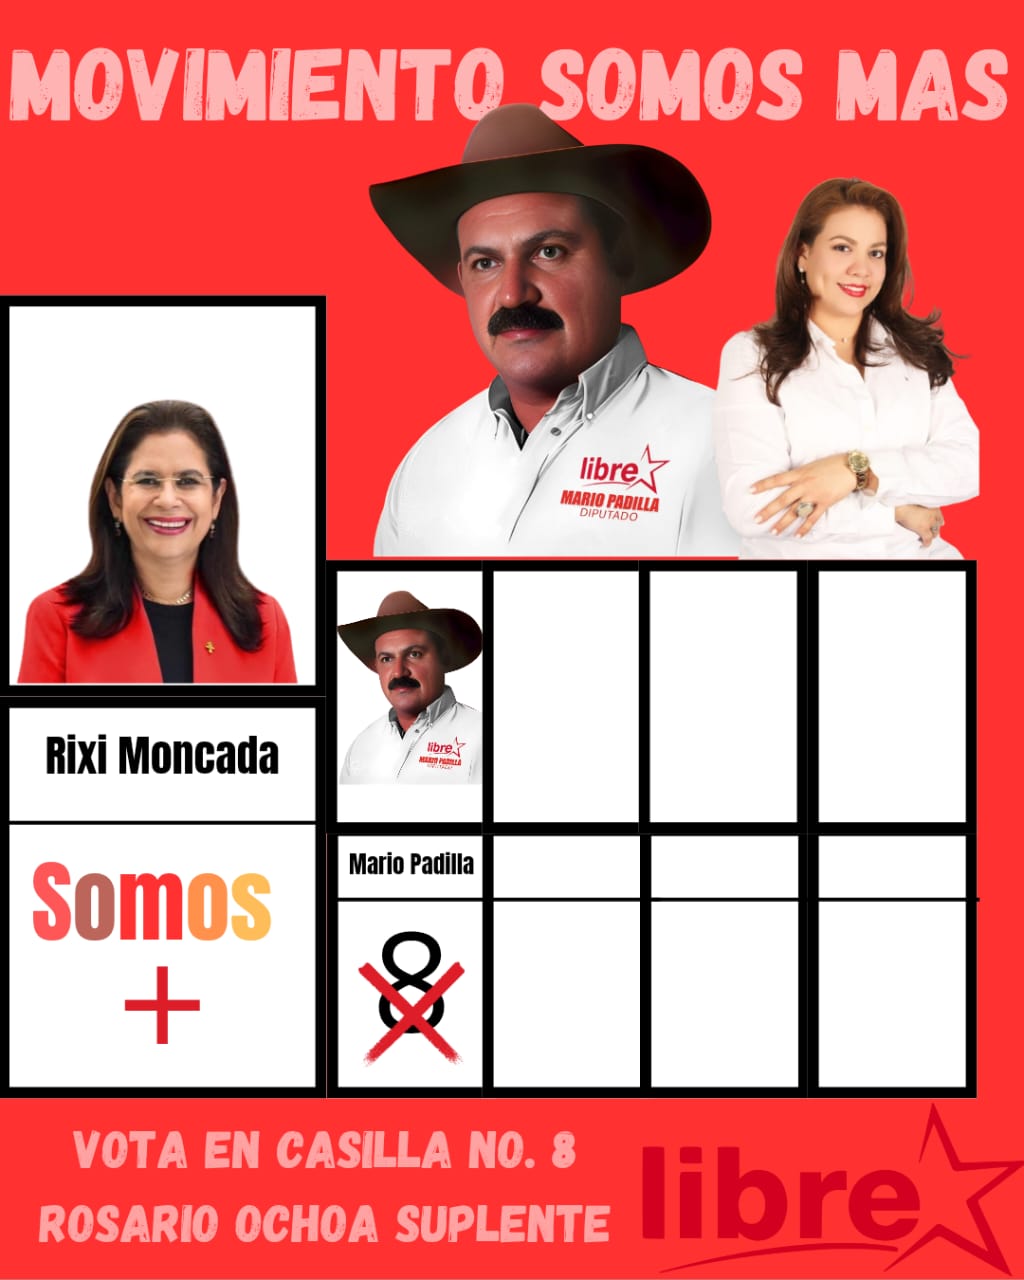 MOVIMIENTO SOMOS MAS
libre
MARIO PADILLA
DIPUTADO
libre
MARIO PADILLA
Rixi Moncada
Mario Padilla
Somos
+
8
VOTA EN CASILLA NO. 8
ROSARIO OCHOA SUPLENTE
libre